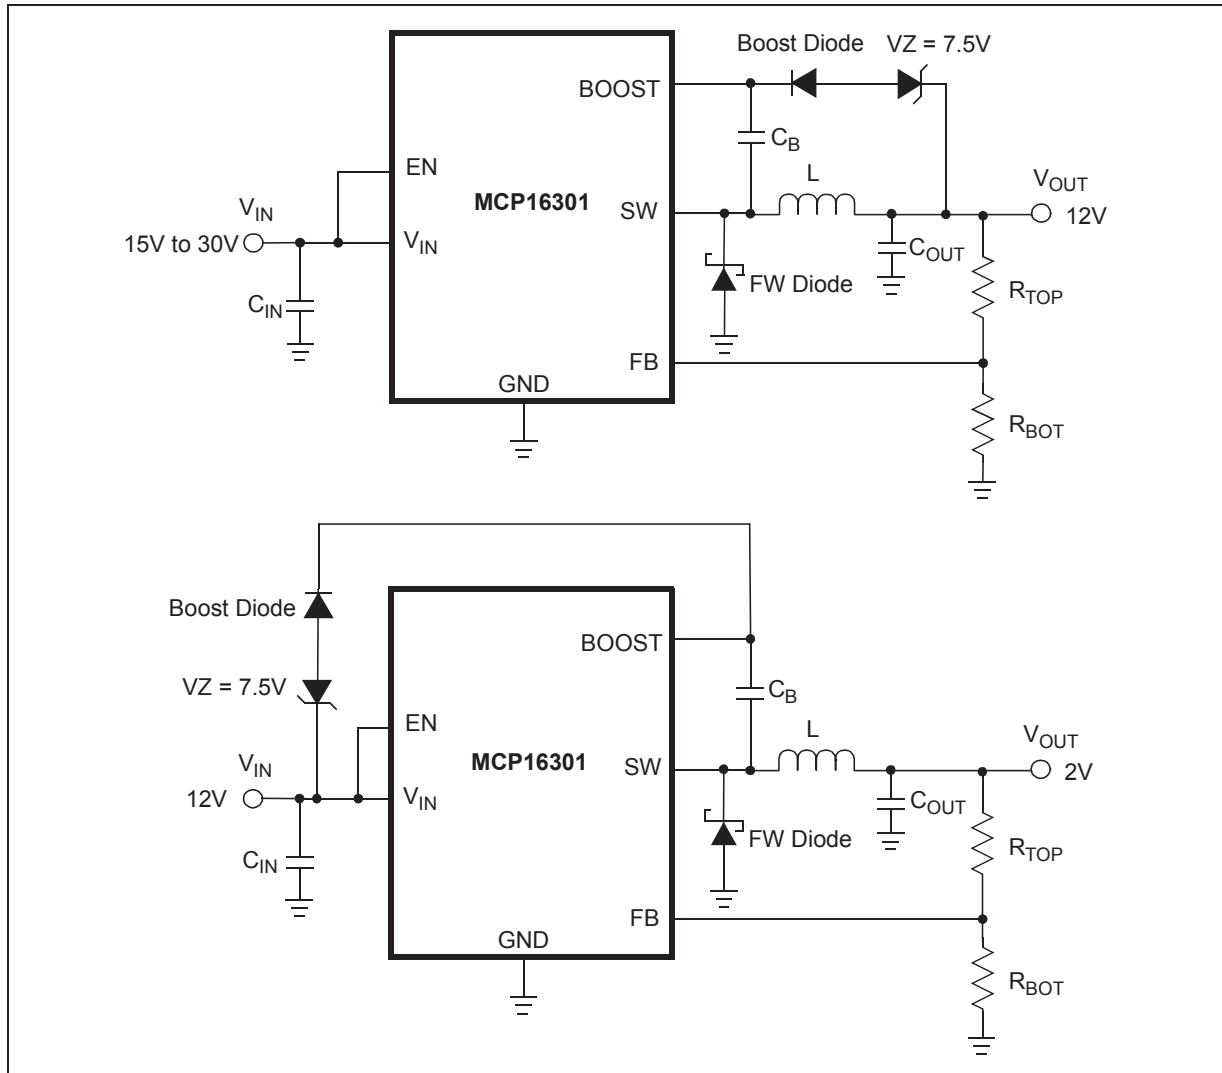 Boost Diode VZ = 7.5V
BOOST
CB
EN
L
VOUT
MCP16301
SW
12V
VIN
15V to 30V
VIN
COUT
FW Diode
RTOP
CIN
FB
GND
RBOT
Boost Diode
BOOST
VZ = 7.5V
CB
EN
L
VOUT
MCP16301
SW
2V
VIN
12V
VIN
COUT
FW Diode
RTOP
CIN
FB
GND
RBOT